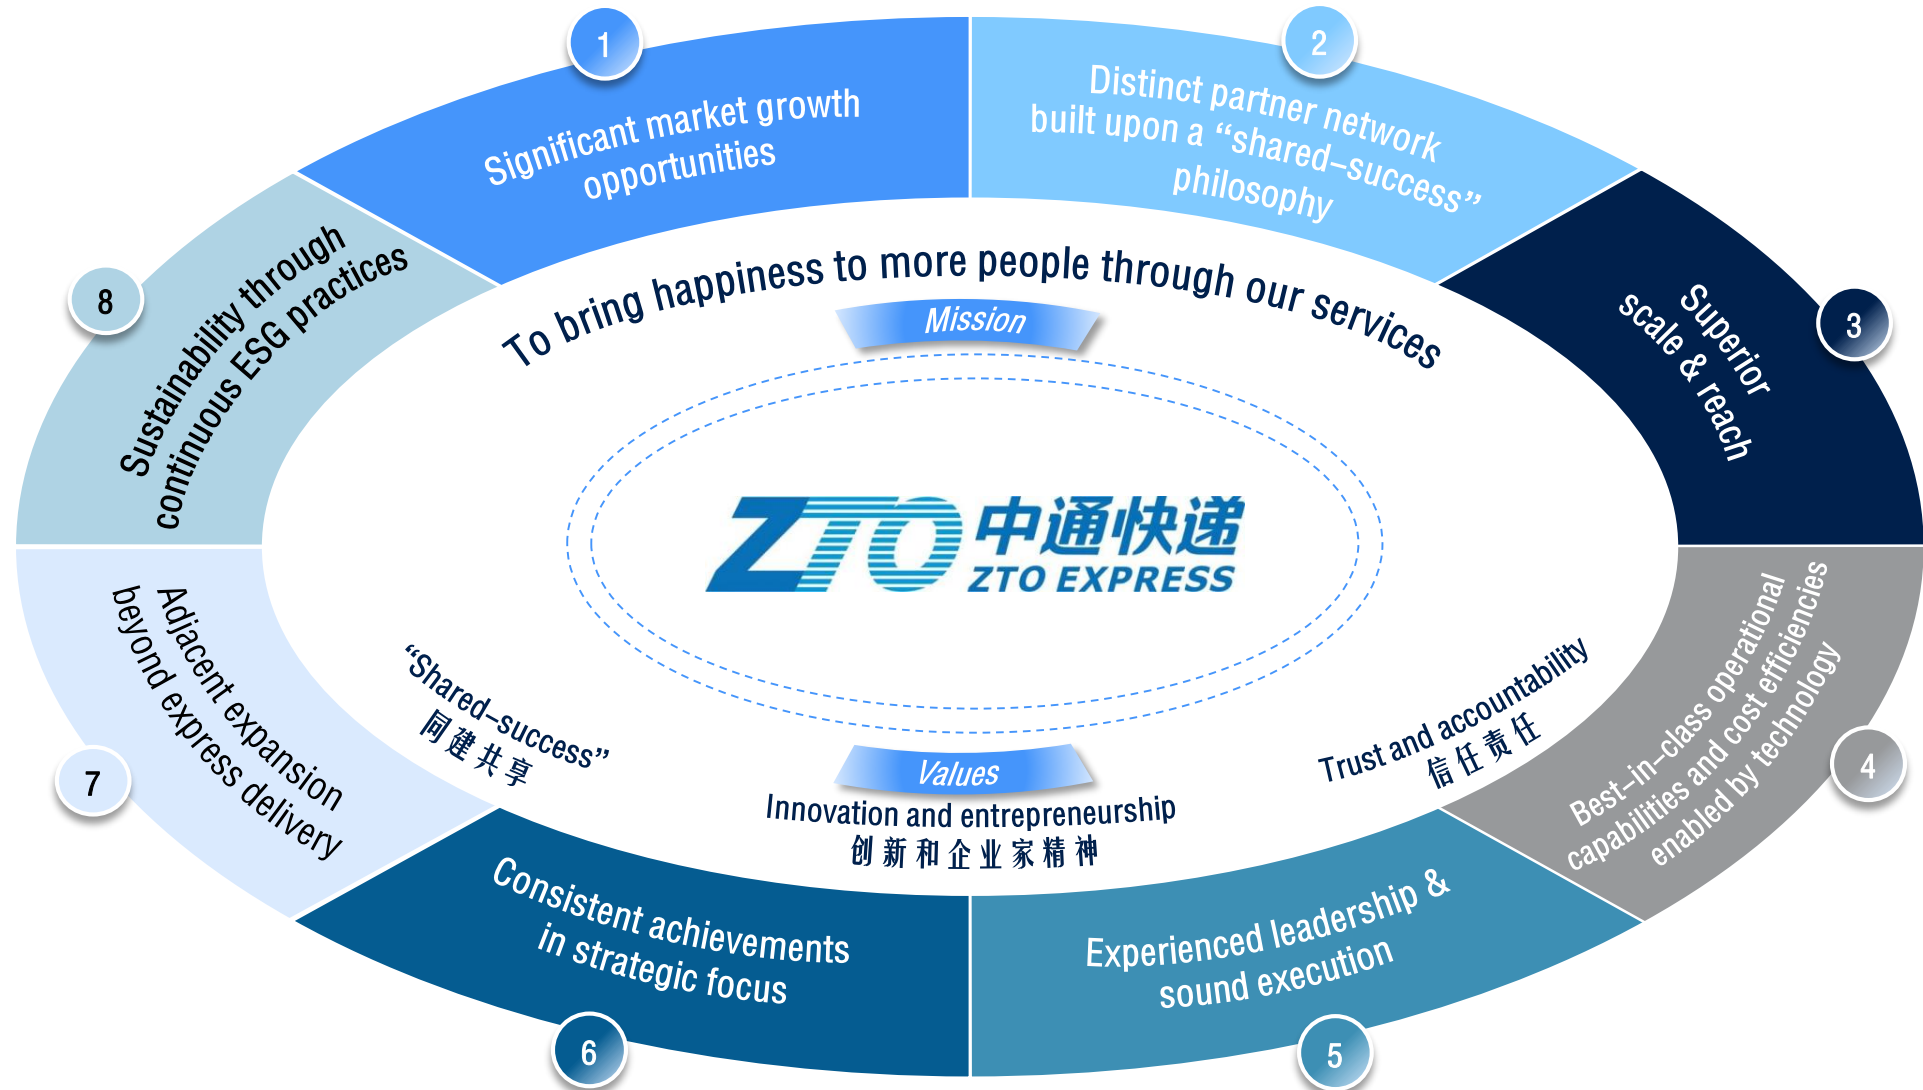 1
Significant market growth
opportunities
2
Distinct partner network
built upon a “shared–success”
philosophy
3
Superior
scale & reach
4
Best–in–class operational
capabilities and cost efficiencies
enabled by technology
5
Experienced leadership &
sound execution
6
Consistent achievements
in strategic focus
7
Adjacent expansion
beyond express delivery
8
Sustainability through
continuous ESG practices
To bring happiness to more people through our services
Mission
ZTO 中通快递
ZTO EXPRESS
Values
“Shared–success”
同建共享
Innovation and entrepreneurship
创新和企业家精神
Trust and accountability
信任责任